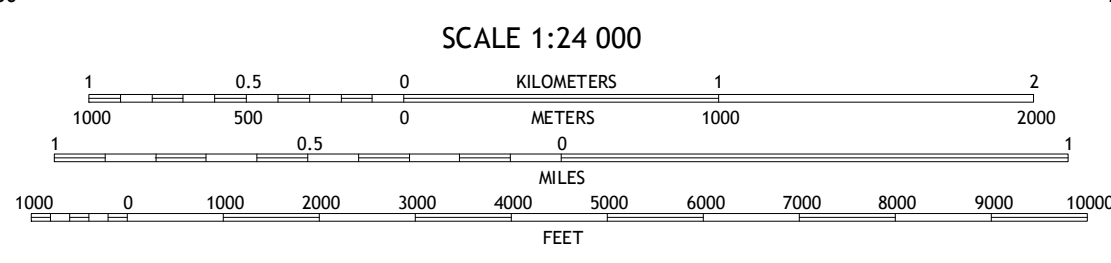 SCALE 1:24 000
1 0.5 0 KILOMETERS 1 2
1000 500 0 METERS 1000 2000
1 0.5 0 1
MILES
1000 0 1000 2000 3000 4000 5000 6000 7000 8000 9000 10000
FEET